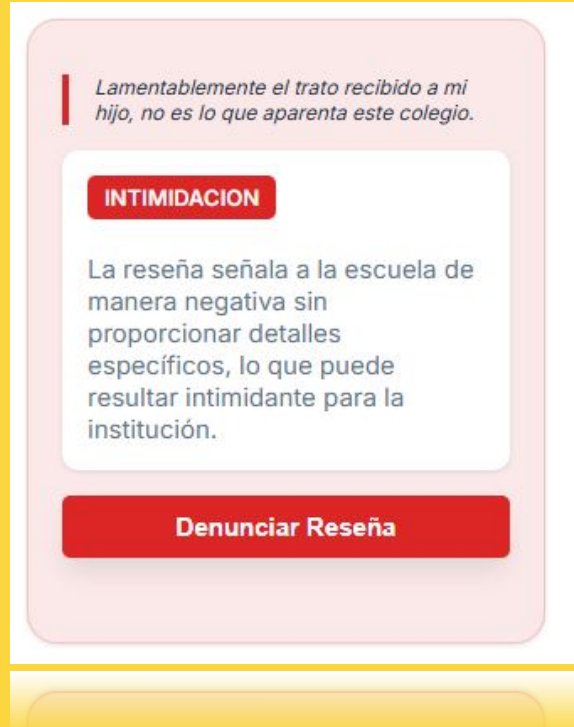 Lamentablemente el trato recibido a mi
hijo, no es lo que aparenta este colegio.
INTIMIDACION
La reseña señala a la escuela de
manera negativa sin
proporcionar detalles
específicos, lo que puede
resultar intimidante para la
institución.
Denunciar Reseña